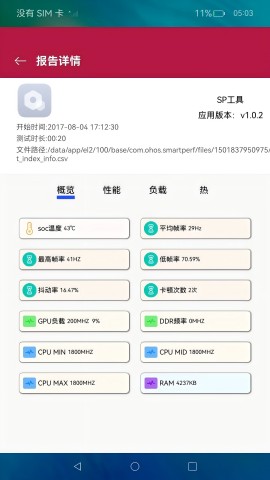 没有 SIM 卡
11%
05:03
报告详情
SP工具
应用版本：v1.0.2
开始时间:2017-08-04 17:12:30
测试时长:00:20
文件路径:/data/app/el2/100/base/com.ohos.smartperf/files/1501837950975/
t_index_info.csv
概览 性能 负载 热
soc温度 43℃
平均帧率 29Hz
最高帧率 41HZ
低帧率 70.59%
抖动率 16.47%
卡顿次数 2次
GPU负载 200MHZ 9%
DDR频率 0MHZ
CPU MIN 1800MHZ
CPU MID 1800MHZ
CPU MAX 1800MHZ
RAM 4237KB